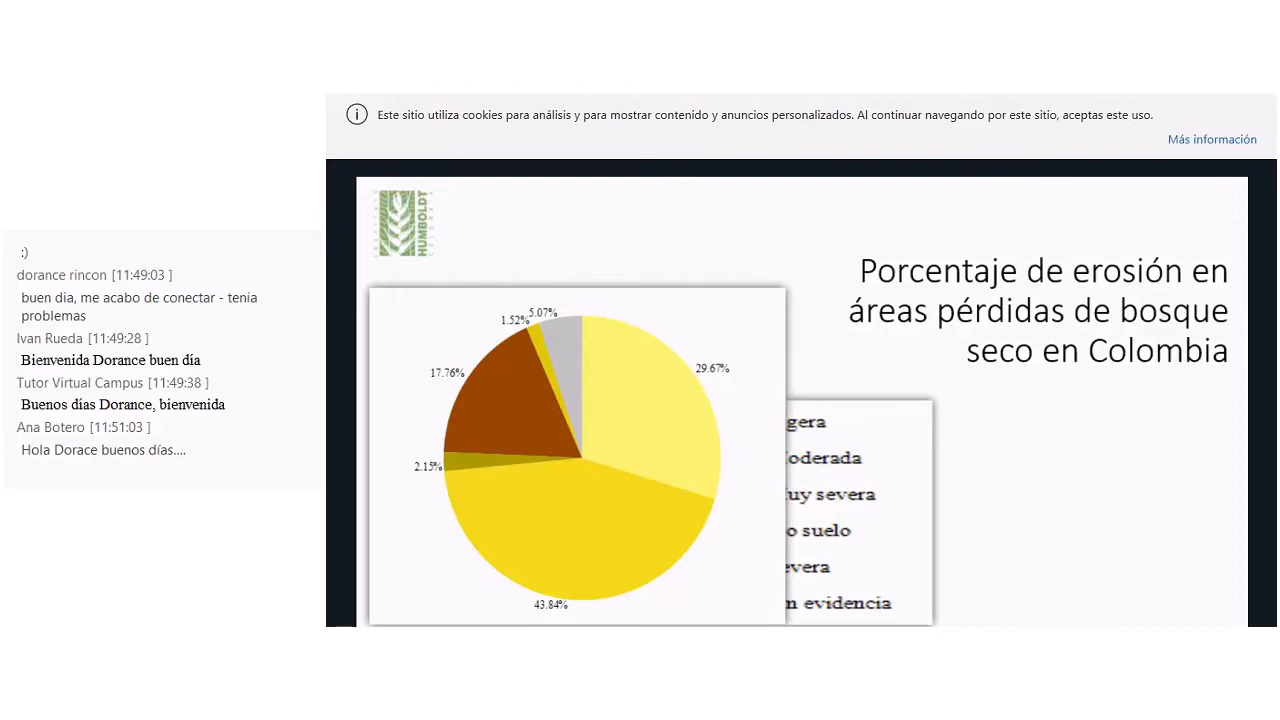 Este sitio utiliza cookies para análisis y para mostrar contenido y anuncios personalizados. Al continuar navegando por este sitio, aceptas este uso.
Más información
:)
dorance rincon [11:49:03 ]
buen dia, me acabo de conectar - tenia
problemas
Ivan Rueda [11:49:28 ]
Bienvenida Dorance buen día
Tutor Virtual Campus [11:49:38 ]
Buenos días Dorance, bienvenida
Ana Botero [11:51:03 ]
Hola Dorace buenos días....
HUMBOLDT
Porcentaje de erosión en
áreas pérdidas de bosque
seco en Colombia
5.07%
1.52%
29.67%
17.76%
2.15%
43.84%
gera
oderada
uy severa
o suelo
evera
n evidencia